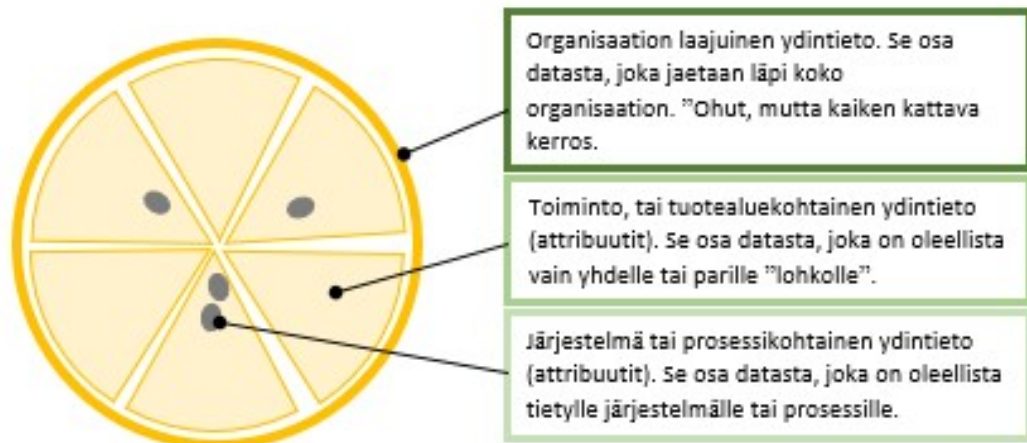 Organisaation laajuinen ydintieto. Se osa
datasta, joka jaetaan läpi koko
organisaation. ”Ohut, mutta kaiken kattava
kerros.
Toiminto, tai tuotealuekohtainen ydintieto
(attribuutit). Se osa datasta, joka on oleellista
vain yhdelle tai parille ”lohkolle”.
Järjestelmä tai prosessikohtainen ydintieto
(attribuutit). Se osa datasta, joka on oleellista
tietylle järjestelmälle tai prosessille.